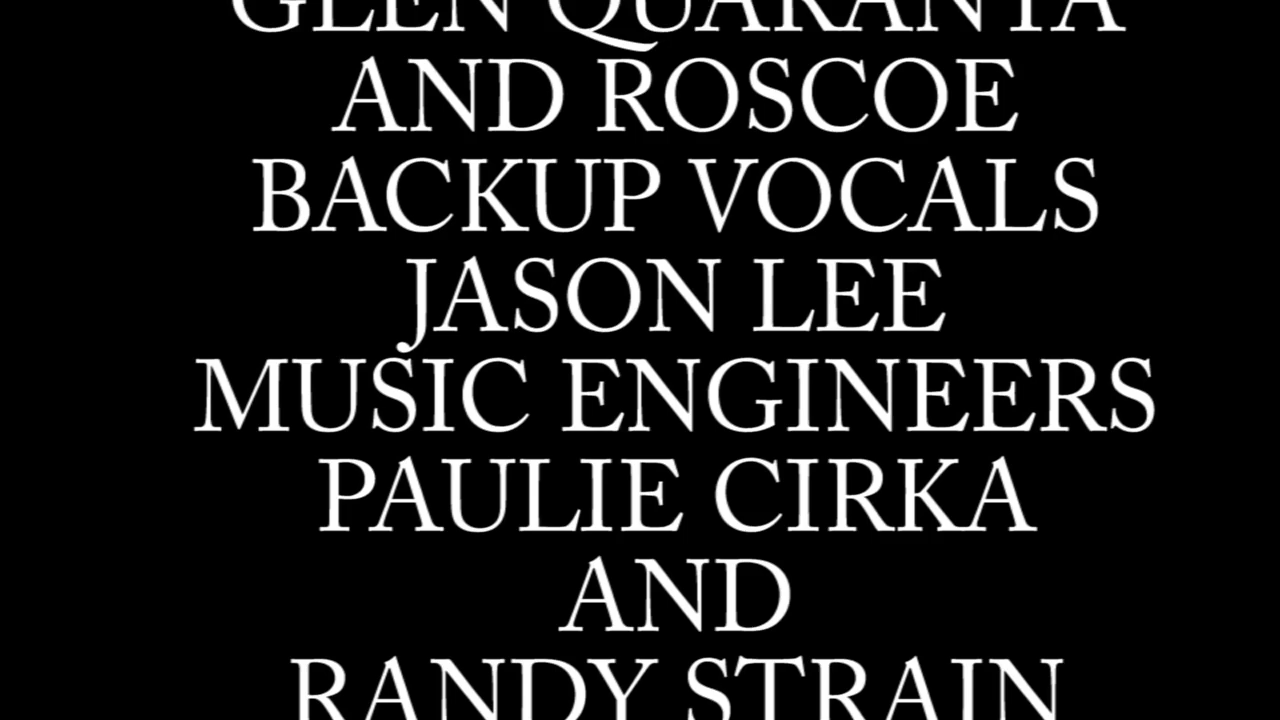 GLEN QUARANTA
AND ROSCOE
BACKUP VOCALS
JASON LEE
MUSIC ENGINEERS
PAULIE CIRKA
AND
RANDY STRAIN